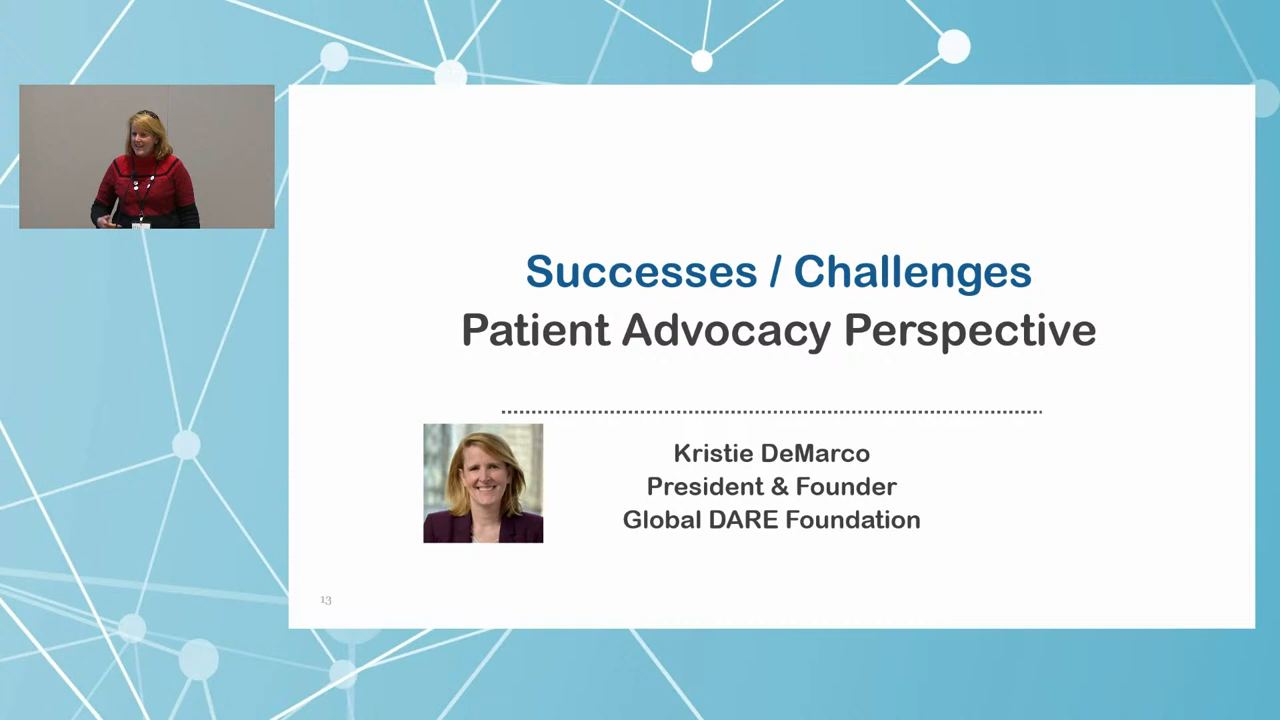 Successes / Challenges
Patient Advocacy Perspective
Kristie DeMarco
President & Founder
Global DARE Foundation
13